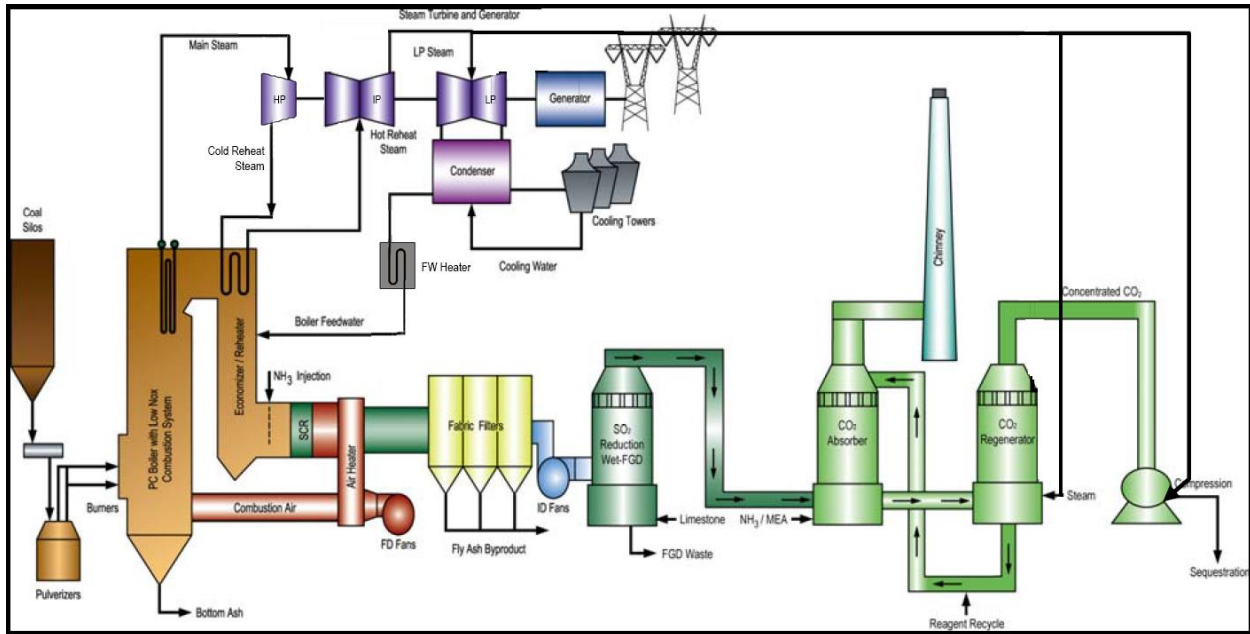 Steam Turbine and Generator
Main Steam
LP Steam
HP
IP
LP
Generator
Hot Reheat
Steam
Cold Reheat
Steam
Condenser
Cooling Towers
Coal
Silos
FW Heater
Cooling Water
Chimney
Concentrated CO₂
Boiler Feedwater
Economizer / Reheater
NH₃ Injection
PC Boiler with Low Nox
Combustion System
SCR
Air Heater
Fabric Filters
SO₂
Reduction
Wet-FGD
CO₂
Absorber
CO₂
Regenerator
Compression
Steam
Burners
Combustion Air
ID Fans
Limestone
NH₃ / MEA
FD Fans
Fly Ash Byproduct
FGD Waste
Sequestration
Pulverizers
Bottom Ash
Reagent Recycle